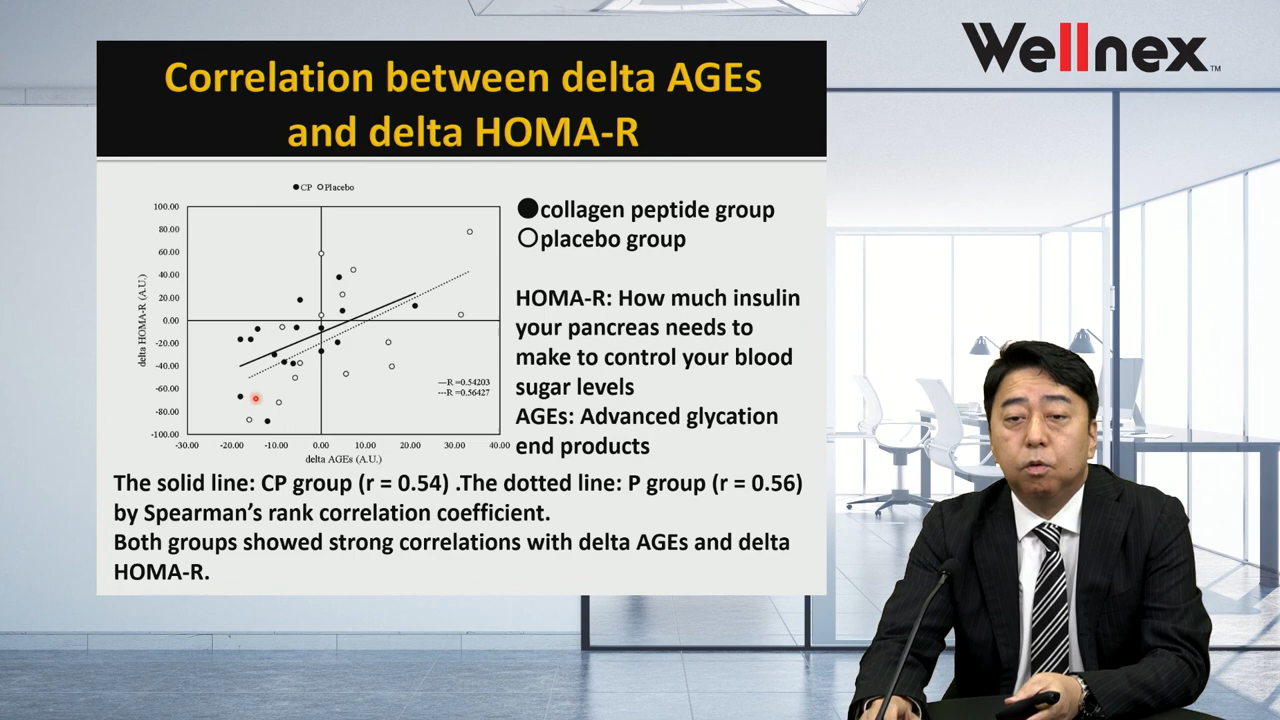 Wellnex™
Correlation between delta AGEs
and delta HOMA-R
●CP ○Placebo
100.00
80.00
60.00
40.00
20.00
0.00
-20.00
-40.00
-60.00
-80.00
-100.00
delta HOMA-R (A.U.)
-30.00 -20.00 -10.00 0.00 10.00 20.00 30.00 40.00
delta AGEs (A.U.)
—R =0.54203
---R =0.56427
●collagen peptide group
○placebo group
HOMA-R: How much insulin
your pancreas needs to
make to control your blood
sugar levels
AGEs: Advanced glycation
end products
The solid line: CP group (r = 0.54) .The dotted line: P group (r = 0.56)
by Spearman’s rank correlation coefficient.
Both groups showed strong correlations with delta AGEs and delta
HOMA-R.